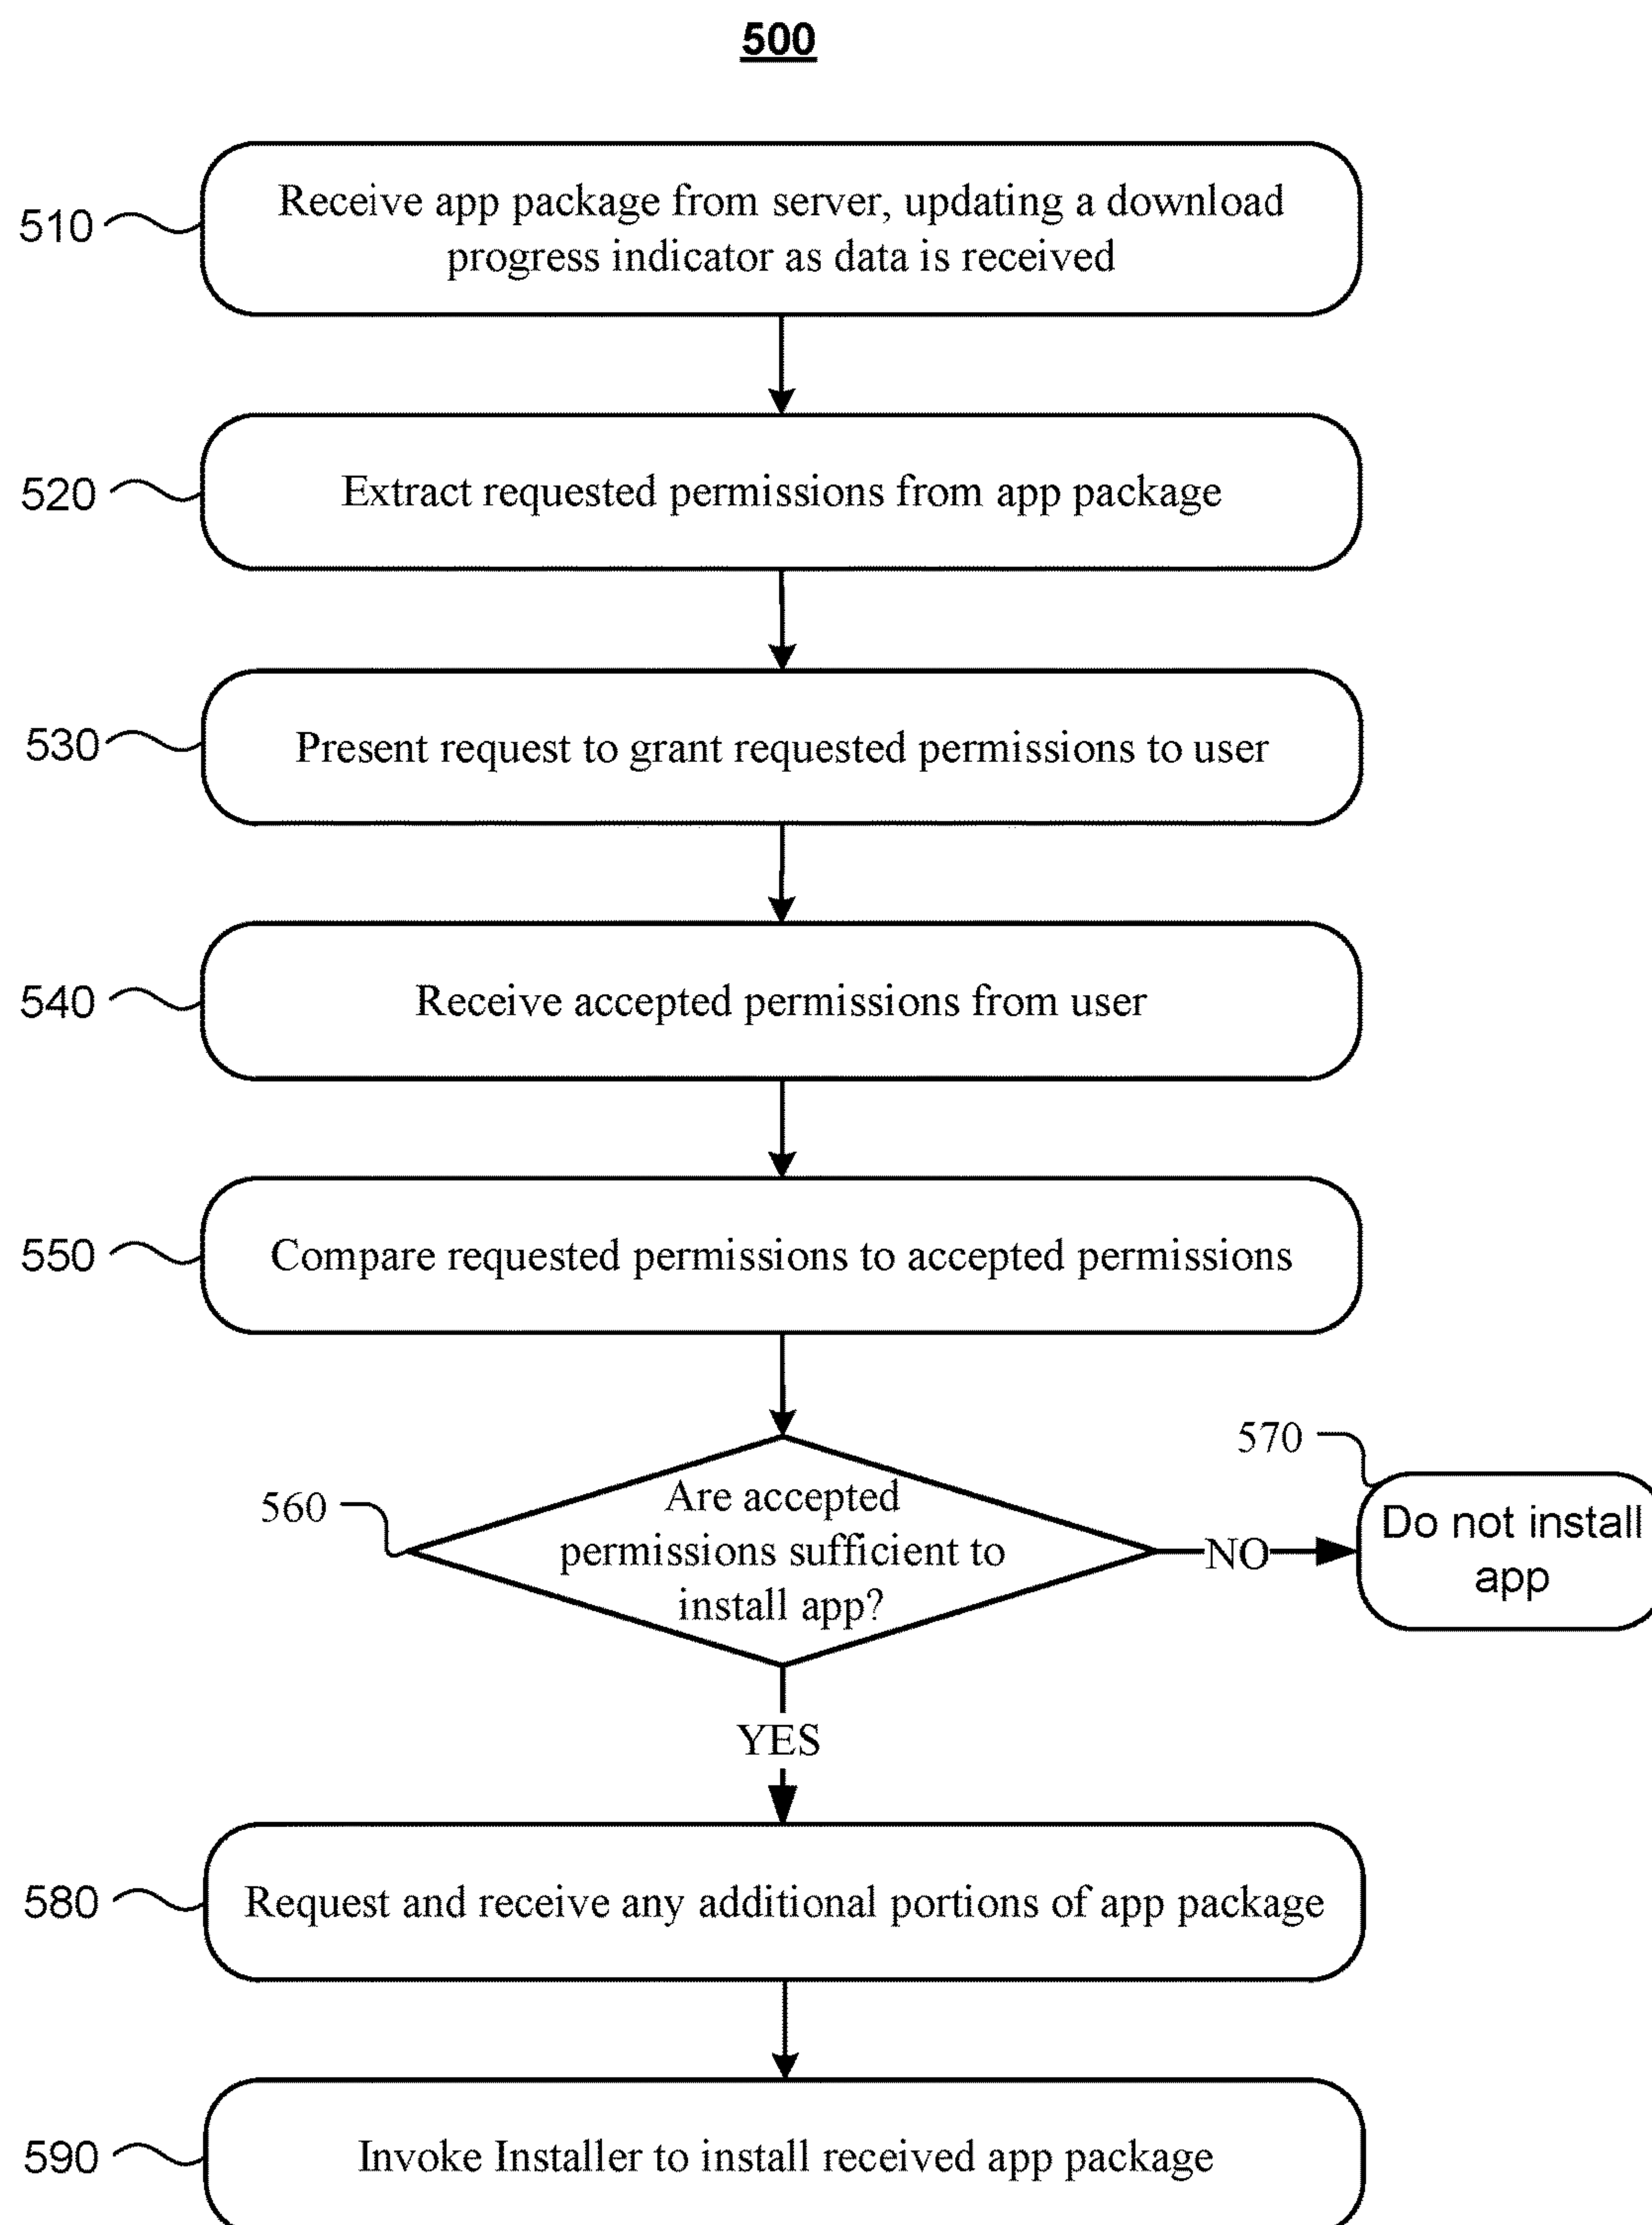 500
510
Receive app package from server, updating a download
progress indicator as data is received
520
Extract requested permissions from app package
530
Present request to grant requested permissions to user
540
Receive accepted permissions from user
550
Compare requested permissions to accepted permissions
560
Are accepted
permissions sufficient to
install app?
NO
570
Do not install
app
YES
580
Request and receive any additional portions of app package
590
Invoke Installer to install received app package